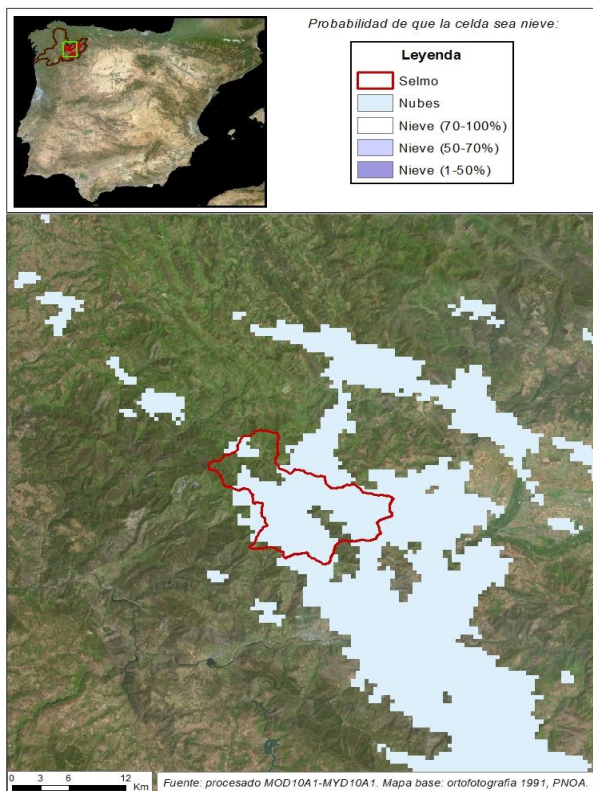 Probabilidad de que la celda sea nieve:
Leyenda
Selmo
Nubes
Nieve (70-100%)
Nieve (50-70%)
Nieve (1-50%)
0 3 6 12
Km
Fuente: procesado MOD10A1-MYD10A1. Mapa base: ortofotografía 1991, PNOA.